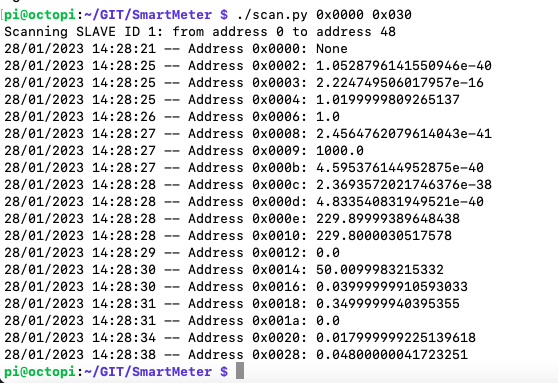 pi@octopi:~/GIT/SmartMeter $ ./scan.py 0x0000 0x030
Scanning SLAVE ID 1: from address 0 to address 48
28/01/2023 14:28:21 -- Address 0x0000: None
28/01/2023 14:28:25 -- Address 0x0002: 1.0528796141550946e-40
28/01/2023 14:28:25 -- Address 0x0003: 2.224749506017957e-16
28/01/2023 14:28:25 -- Address 0x0004: 1.0199999809265137
28/01/2023 14:28:26 -- Address 0x0006: 1.0
28/01/2023 14:28:27 -- Address 0x0008: 2.4564762079614043e-41
28/01/2023 14:28:27 -- Address 0x0009: 1000.0
28/01/2023 14:28:27 -- Address 0x000b: 4.595376144952875e-40
28/01/2023 14:28:28 -- Address 0x000c: 2.3693572021746376e-38
28/01/2023 14:28:28 -- Address 0x000d: 4.833540831949521e-40
28/01/2023 14:28:28 -- Address 0x000e: 229.89999389648438
28/01/2023 14:28:28 -- Address 0x0010: 229.8000030517578
28/01/2023 14:28:29 -- Address 0x0012: 0.0
28/01/2023 14:28:30 -- Address 0x0014: 50.0099983215332
28/01/2023 14:28:30 -- Address 0x0016: 0.03999999910593033
28/01/2023 14:28:31 -- Address 0x0018: 0.3499999940395355
28/01/2023 14:28:31 -- Address 0x001a: 0.0
28/01/2023 14:28:34 -- Address 0x0020: 0.017999999225139618
28/01/2023 14:28:38 -- Address 0x0028: 0.04800000041723251
pi@octopi:~/GIT/SmartMeter $